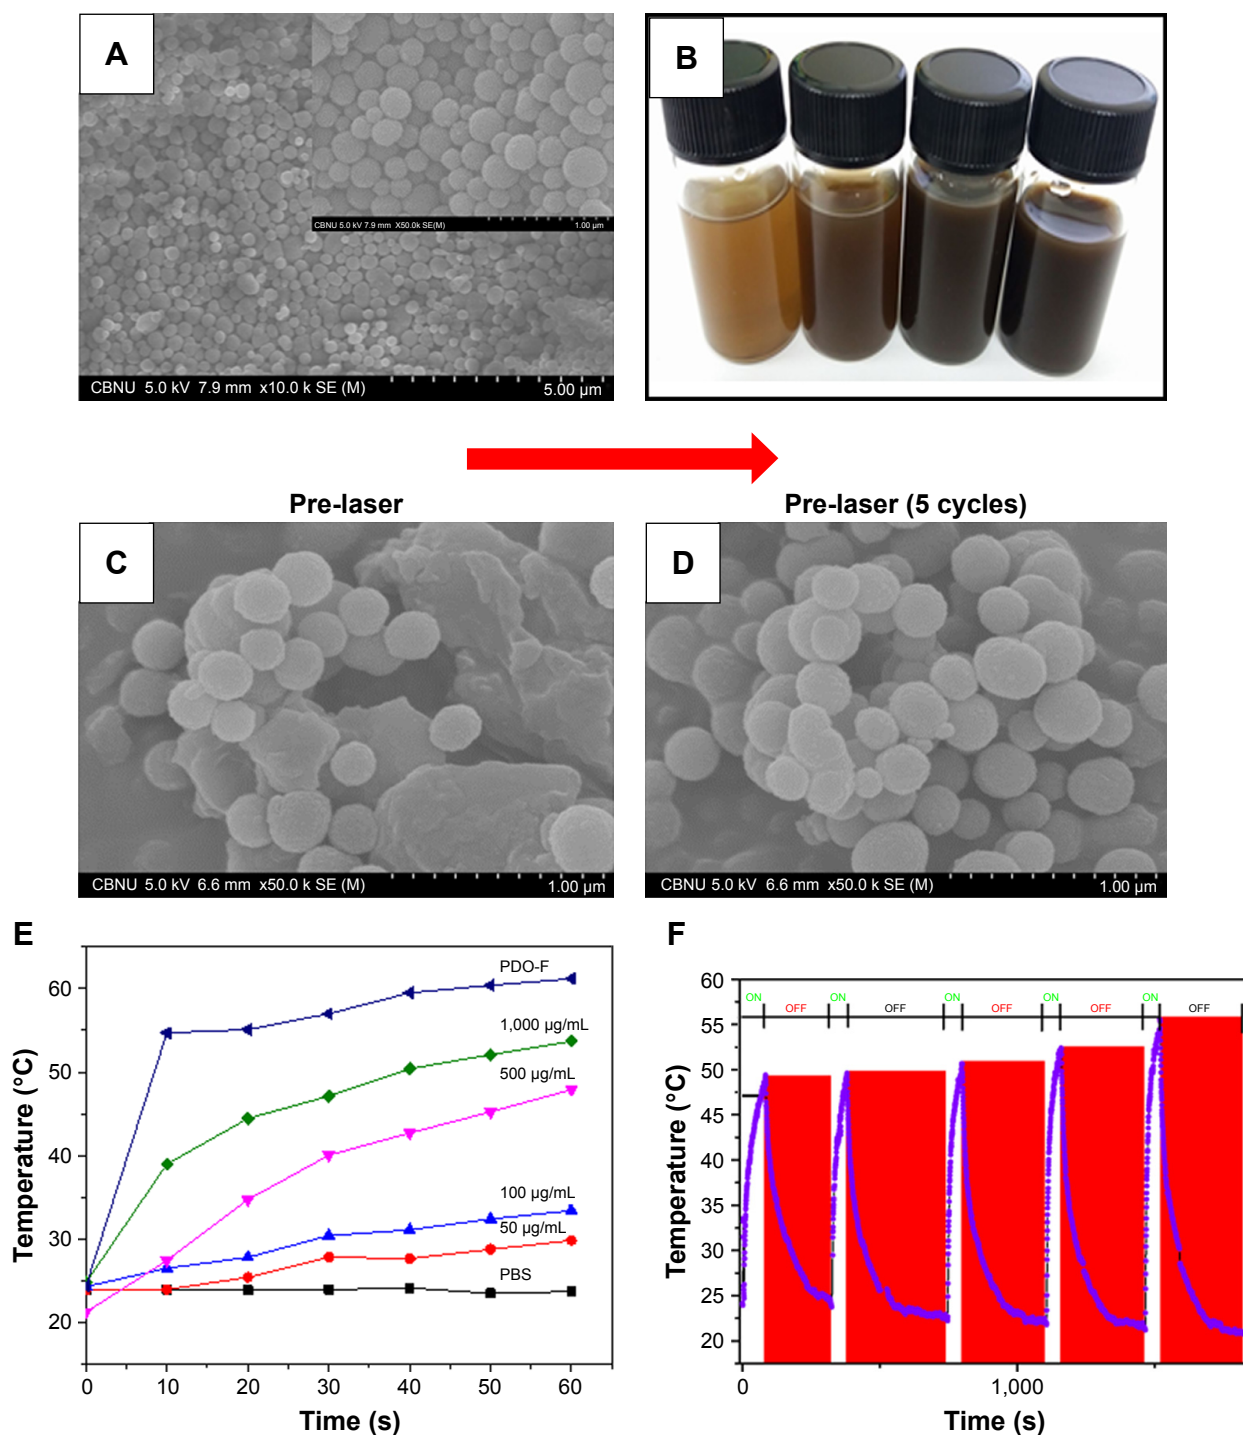 A
CBNU 5.0 kV 7.9 mm X50.0k SE(M) 1.00 µm
CBNU 5.0 kV 7.9 mm x10.0 k SE (M) 5.00 µm
B
Pre-laser
Pre-laser (5 cycles)
C
CBNU 5.0 kV 6.6 mm x50.0 k SE (M) 1.00 µm
D
CBNU 5.0 kV 6.6 mm x50.0 k SE (M) 1.00 µm
E
Temperature (°C)
60
50
40
30
20
PDO-F
1,000 µg/mL
500 µg/mL
100 µg/mL
50 µg/mL
PBS
0 10 20 30 40 50 60
Time (s)
F
Temperature (°C)
60
55
50
45
40
35
30
25
20
ON OFF ON OFF ON OFF ON OFF ON OFF
0 1,000
Time (s)